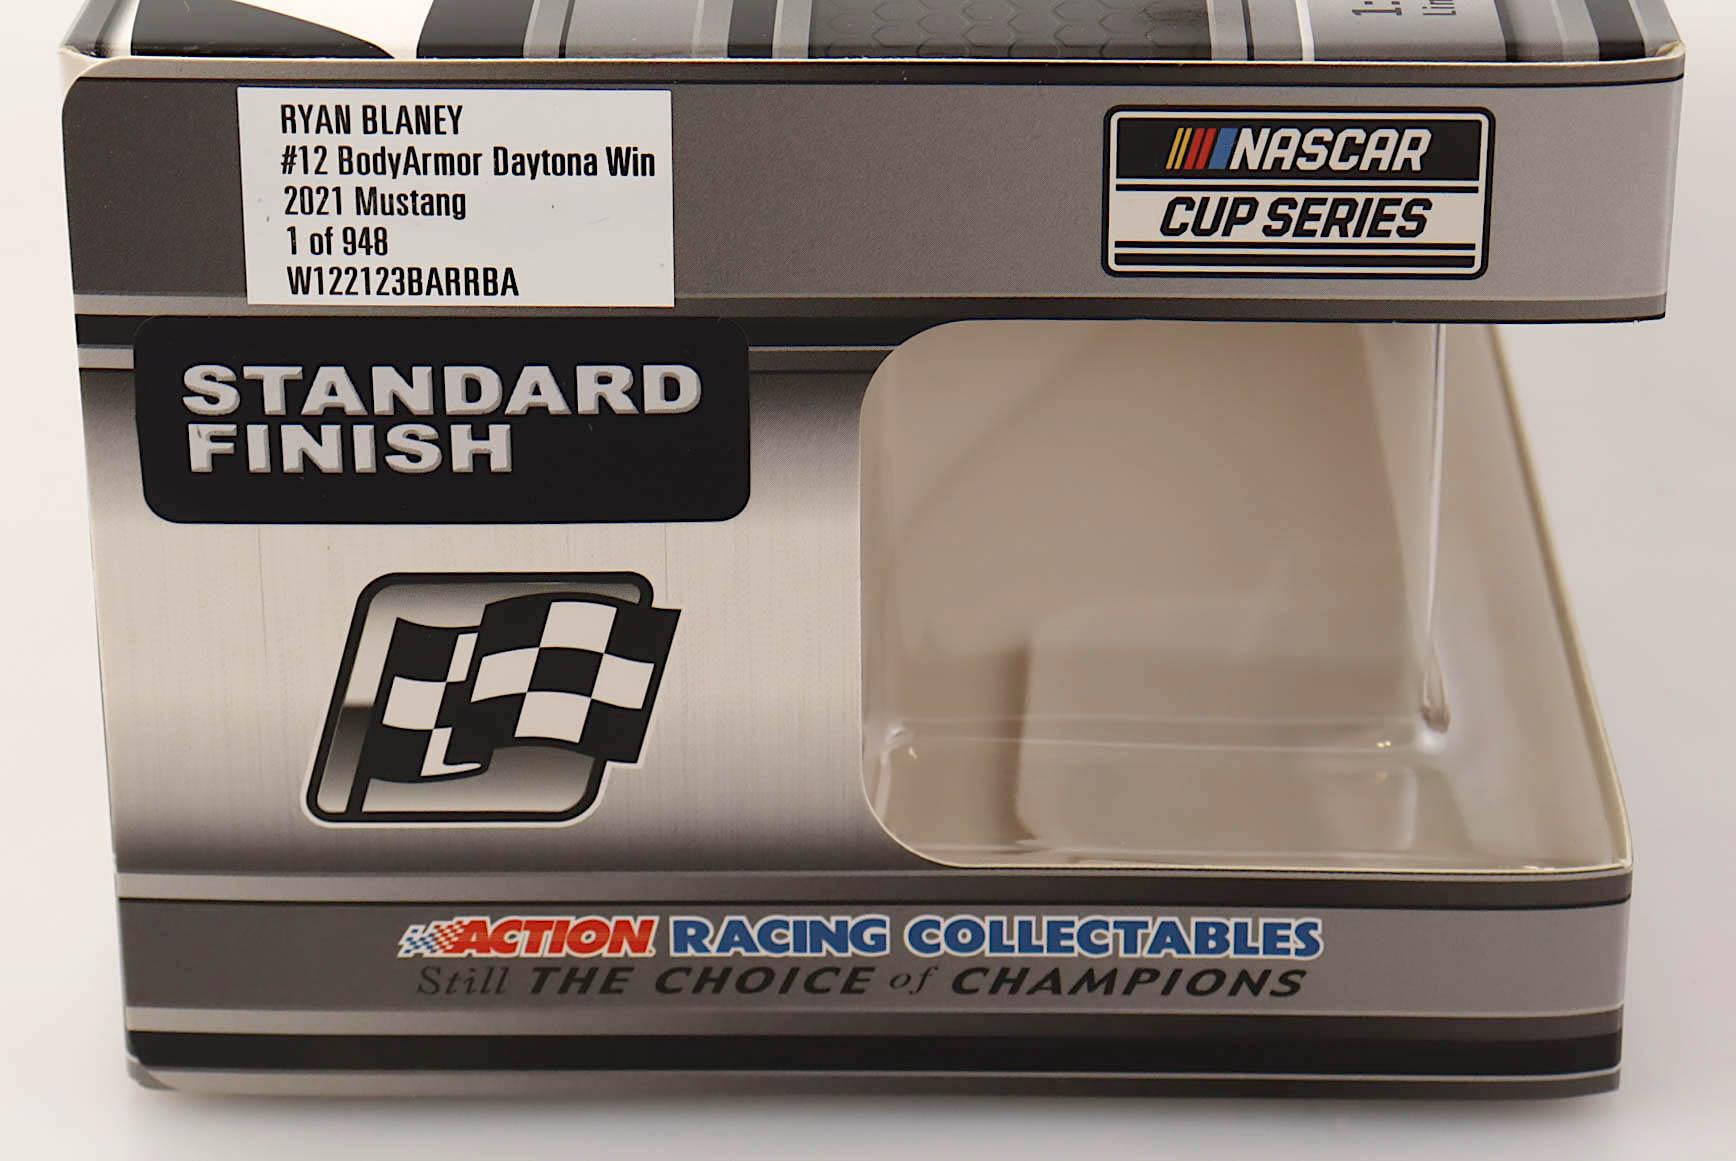 RYAN BLANEY
#12 BodyArmor Daytona Win
2021 Mustang
1 of 948
W122123BARRBA
NASCAR
CUP SERIES
STANDARD
FINISH
ACTION RACING COLLECTABLES
Still THE CHOICE of CHAMPIONS